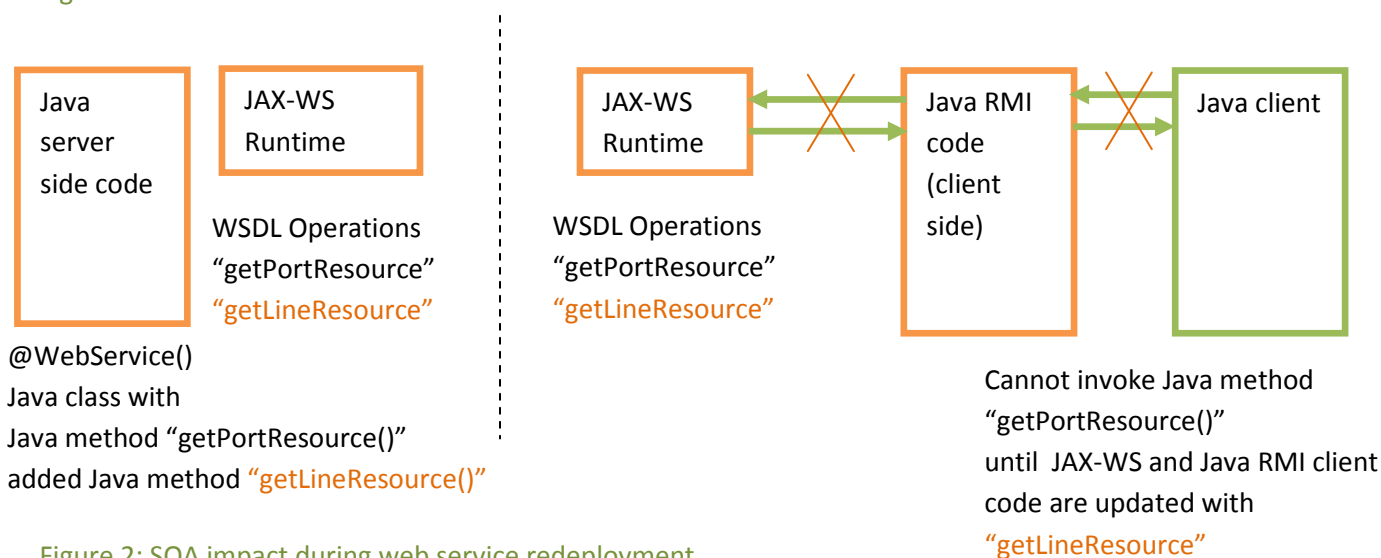 Java
server
side code
JAX-WS
Runtime
WSDL Operations
“getPortResource”
“getLineResource”
@WebService()
Java class with
Java method “getPortResource()”
added Java method “getLineResource()”
JAX-WS
Runtime
WSDL Operations
“getPortResource”
“getLineResource”
Java RMI
code
(client
side)
Java client
Cannot invoke Java method
“getPortResource()”
until JAX-WS and Java RMI client
code are updated with
“getLineResource”
Figure 2: SOA impact during web service redeployment